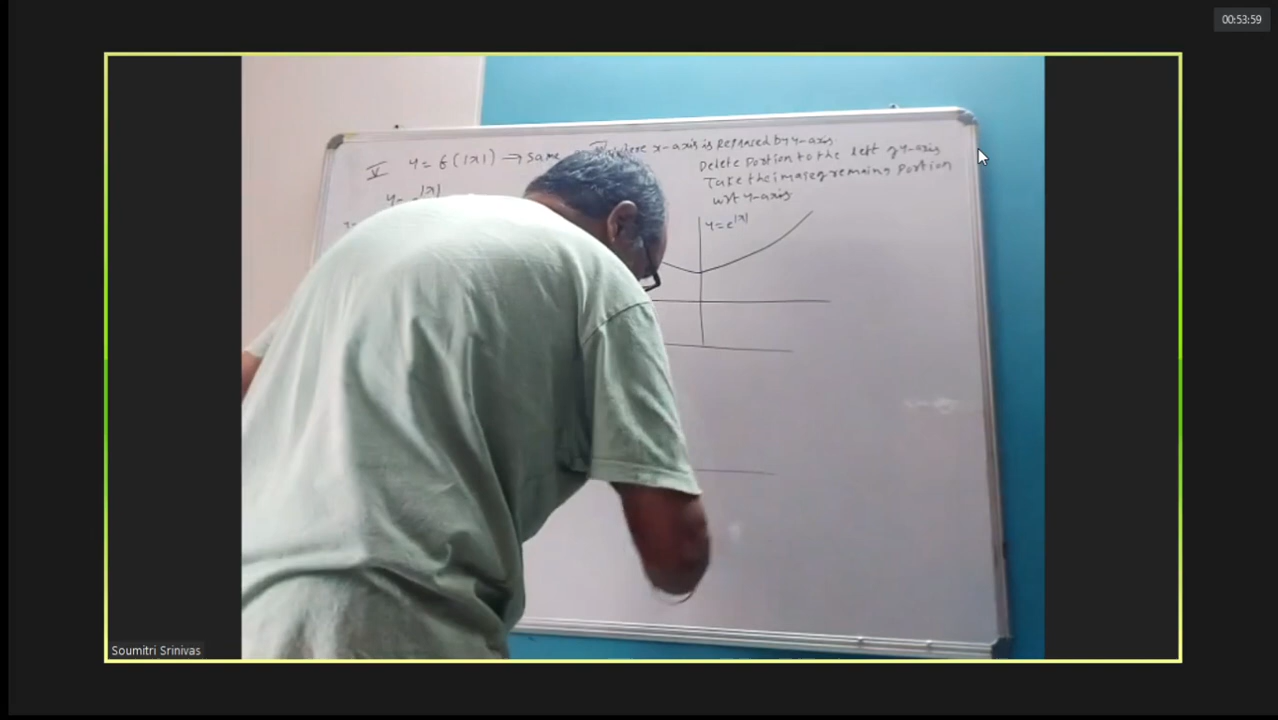 00:53:59
V y = f(|x|) → Same where x-axis is replaced by y-axis.
Delete Portion to the left of y-axis
Take the image of remaining Portion
wrt y-axis
y = e^|x|
y = e^|x|
Soumitri Srinivas